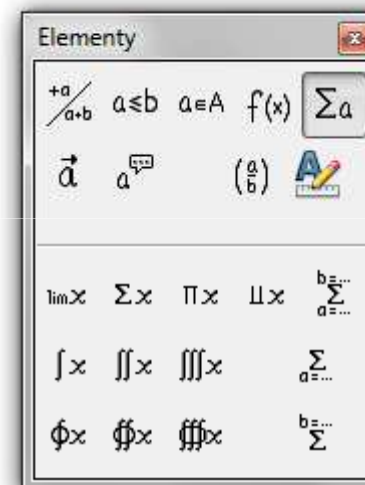 Elementy
+a/a+b a≤b a∈A f(x) Σa
a⃗ a (a/b) A
lim x Σx Πx ∐x b=... Σ a=...
∫x ∬x ∭x Σ a=...
∮x ∯x ∰x b=... Σ